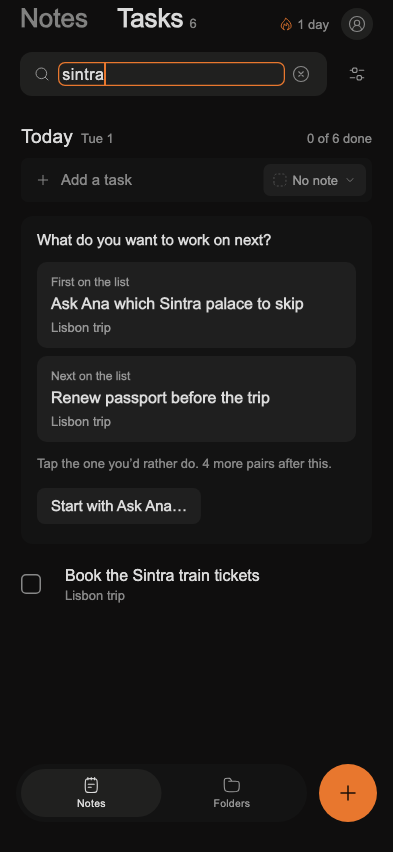 Notes Tasks 6
1 day
sintra
Today Tue 1
0 of 6 done
Add a task
No note
What do you want to work on next?
First on the list
Ask Ana which Sintra palace to skip
Lisbon trip
Next on the list
Renew passport before the trip
Lisbon trip
Tap the one you’d rather do. 4 more pairs after this.
Start with Ask Ana…
Book the Sintra train tickets
Lisbon trip
Notes
Folders